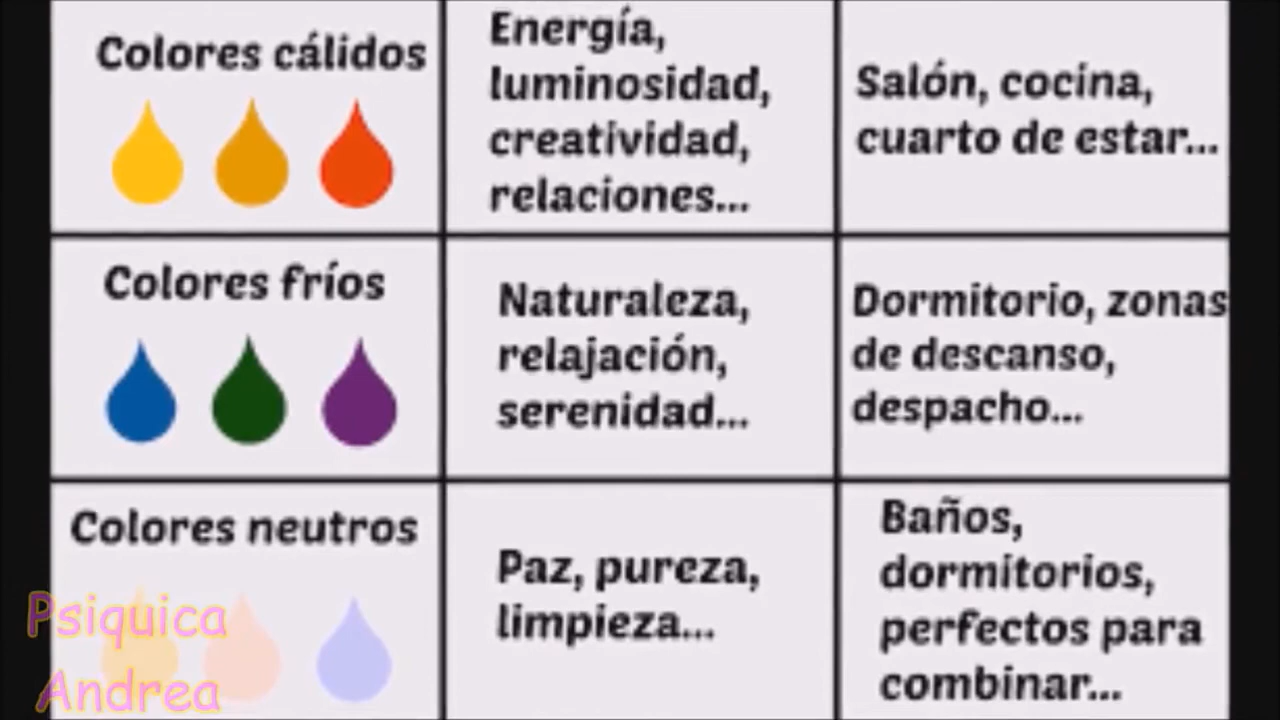 Colores cálidos
Energía,
luminosidad,
creatividad,
relaciones...
Salón, cocina,
cuarto de estar...
Colores fríos
Naturaleza,
relajación,
serenidad...
Dormitorio, zonas
de descanso,
despacho...
Colores neutros
Paz, pureza,
limpieza...
Baños,
dormitorios,
perfectos para
combinar...
Psiquica
Andrea